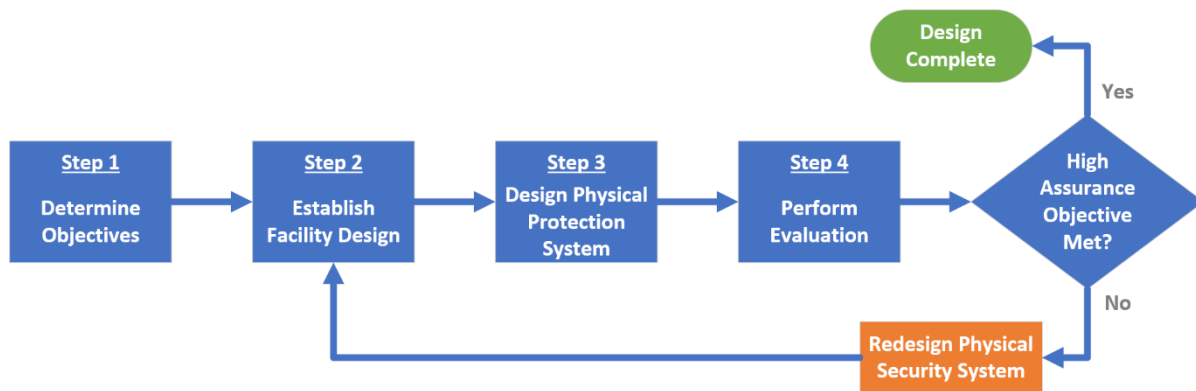 Design
Complete
Yes
Step 1
Determine
Objectives
Step 2
Establish
Facility Design
Step 3
Design Physical
Protection
System
Step 4
Perform
Evaluation
High
Assurance
Objective
Met?
No
Redesign Physical
Security System